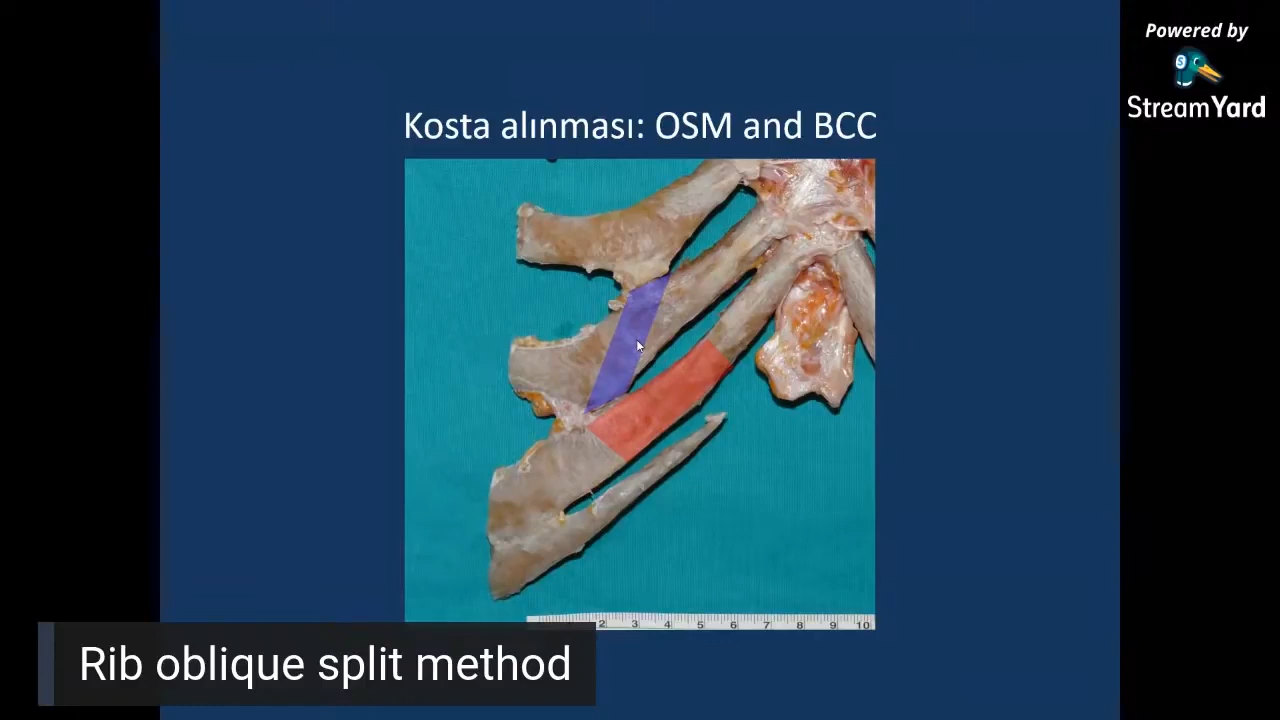 Powered by
StreamYard
Kosta alınması: OSM and BCC
2 3 4 5 6 7 8 9 10
Rib oblique split method